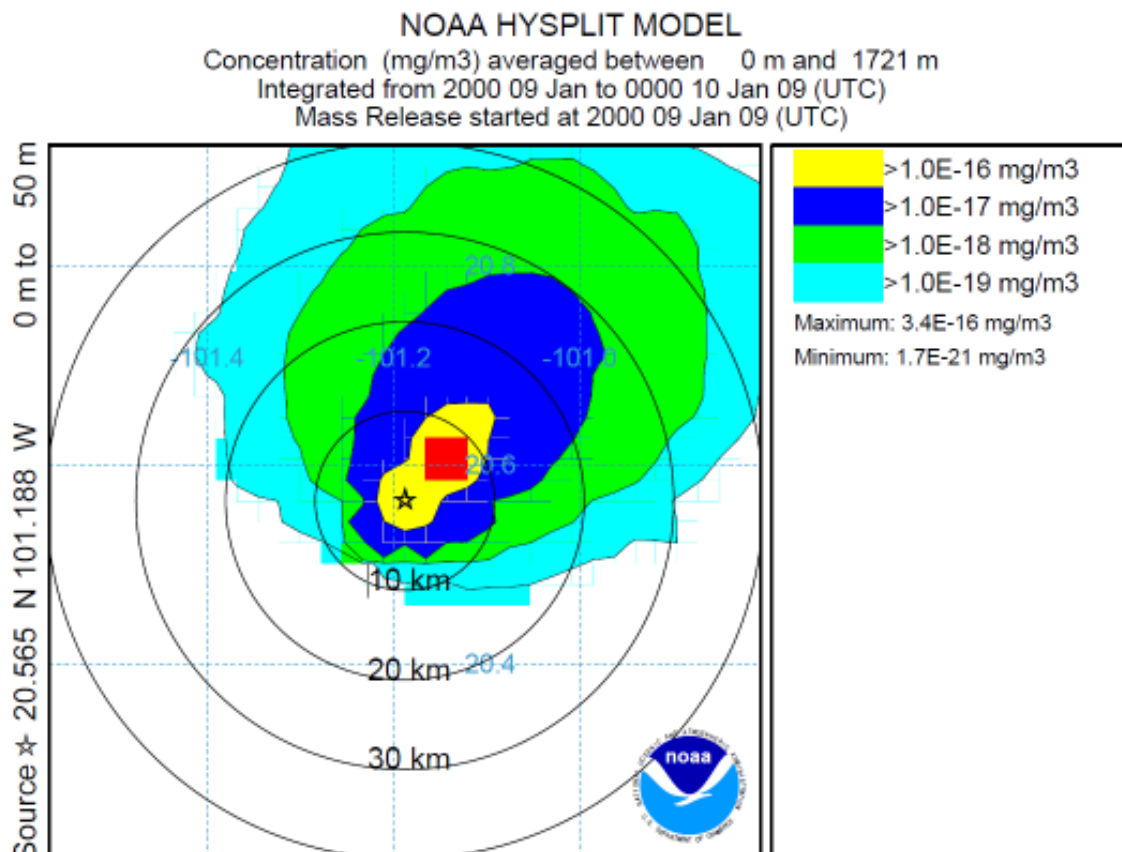 NOAA HYSPLIT MODEL
Concentration (mg/m3) averaged between 0 m and 1721 m
Integrated from 2000 09 Jan to 0000 10 Jan 09 (UTC)
Mass Release started at 2000 09 Jan 09 (UTC)
Source ☆ 20.565 N 101.188 W 0 m to 50 m
20.8
-101.4
-101.2
-101.0
20.6
10 km
20 km
20.4
30 km
noaa
>1.0E-16 mg/m3
>1.0E-17 mg/m3
>1.0E-18 mg/m3
>1.0E-19 mg/m3
Maximum: 3.4E-16 mg/m3
Minimum: 1.7E-21 mg/m3